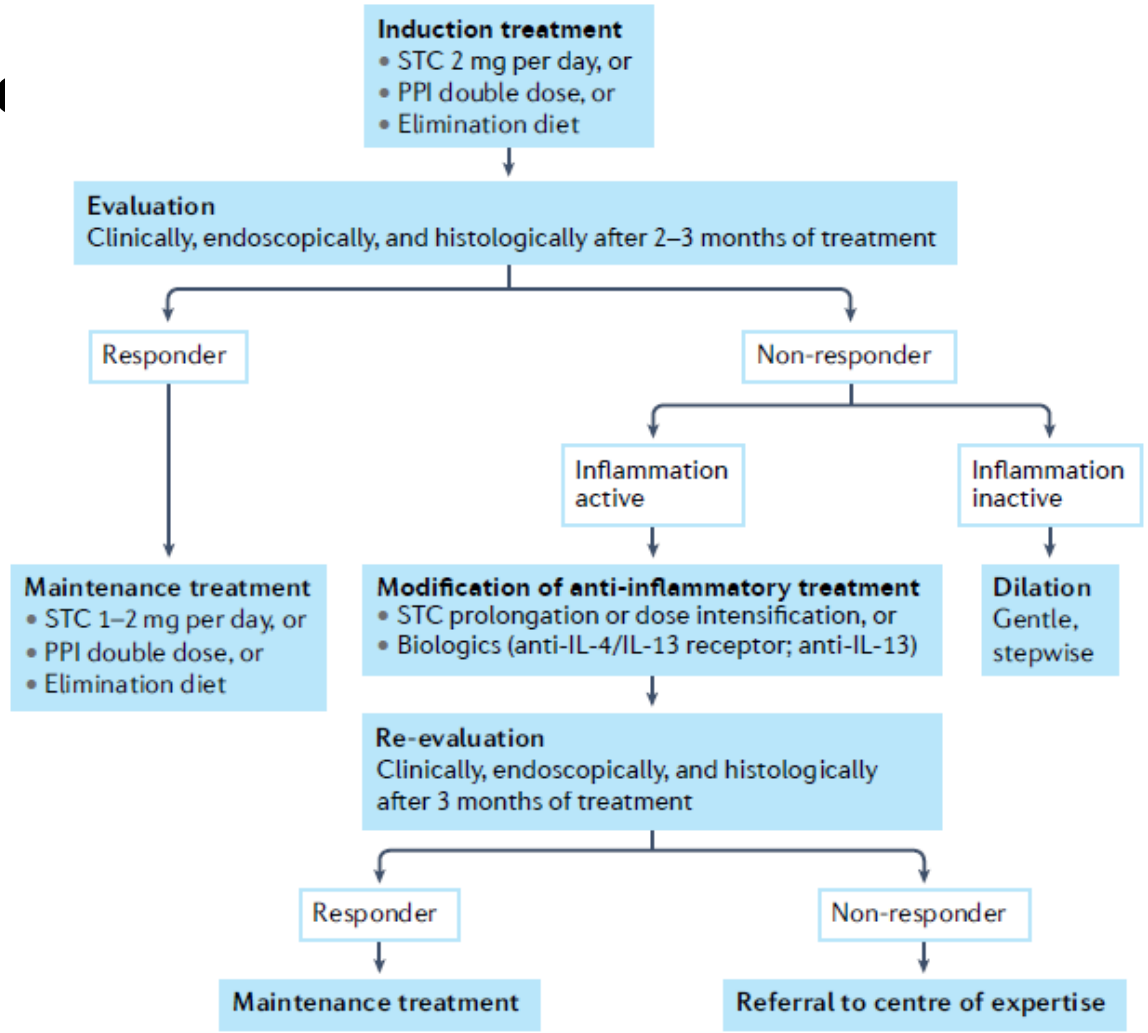 Induction treatment
• STC 2 mg per day, or
• PPI double dose, or
• Elimination diet
Evaluation
Clinically, endoscopically, and histologically after 2–3 months of treatment
Responder
Non-responder
Inflammation
active
Inflammation
inactive
Maintenance treatment
• STC 1–2 mg per day, or
• PPI double dose, or
• Elimination diet
Modification of anti-inflammatory treatment
• STC prolongation or dose intensification, or
• Biologics (anti-IL-4/IL-13 receptor; anti-IL-13)
Dilation
Gentle,
stepwise
Re-evaluation
Clinically, endoscopically, and histologically
after 3 months of treatment
Responder
Non-responder
Maintenance treatment
Referral to centre of expertise